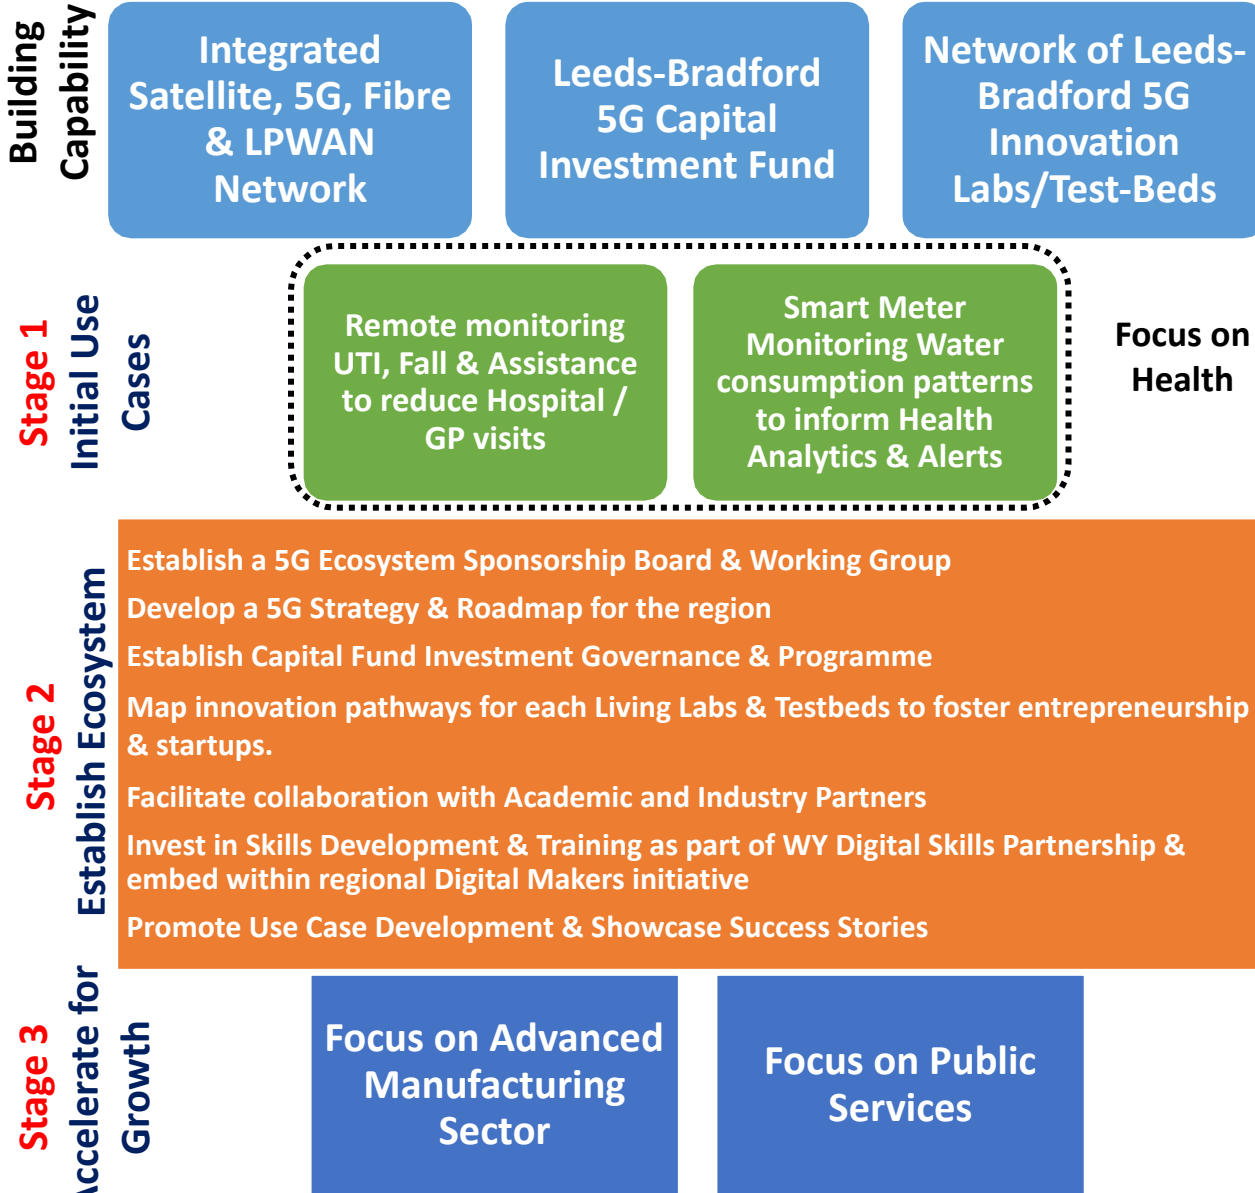 Building
Capability
Integrated
Satellite, 5G, Fibre
& LPWAN
Network
Leeds-Bradford
5G Capital
Investment Fund
Network of Leeds-
Bradford 5G
Innovation
Labs/Test-Beds
Stage 1
Initial Use
Cases
Remote monitoring
UTI, Fall & Assistance
to reduce Hospital /
GP visits
Smart Meter
Monitoring Water
consumption patterns
to inform Health
Analytics & Alerts
Focus on
Health
Stage 2
Establish Ecosystem
Establish a 5G Ecosystem Sponsorship Board & Working Group
Develop a 5G Strategy & Roadmap for the region
Establish Capital Fund Investment Governance & Programme
Map innovation pathways for each Living Labs & Testbeds to foster entrepreneurship
& startups.
Facilitate collaboration with Academic and Industry Partners
Invest in Skills Development & Training as part of WY Digital Skills Partnership &
embed within regional Digital Makers initiative
Promote Use Case Development & Showcase Success Stories
Stage 3
Accelerate for
Growth
Focus on Advanced
Manufacturing
Sector
Focus on Public
Services